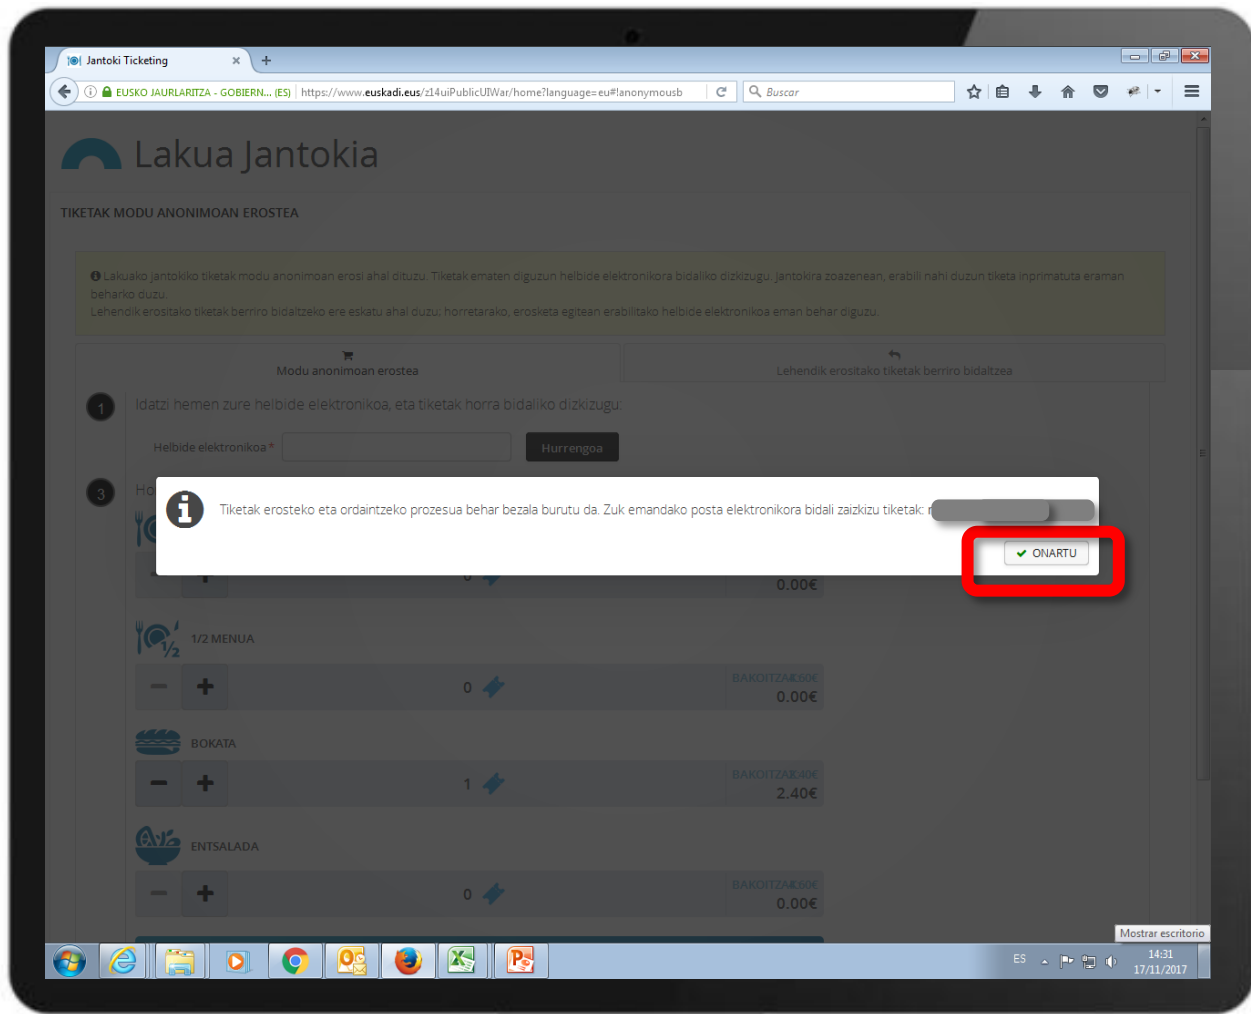 Jantoki Ticketing
EUSKO JAURLARITZA - GOBIERN... (ES)
https://www.euskadi.eus/z14uiPublicUIWar/home?language=eu#!anonymousb
Buscar
Lakua Jantokia
TIKETAK MODU ANONIMOAN EROSTEA
Lakuako jantokiko tiketak modu anonimoan erosi ahal dituzu. Tiketak ematen diguzun helbide elektronikora bidaliko dizkizugu. Jantokira zoazenean, erabili nahi duzun tiketa inprimatuta eraman
beharko duzu.
Lehendik erositako tiketak berriro bidaltzeko ere eskatu ahal duzu; horretarako, erosketa egitean erabilitako helbide elektronikoa eman behar diguzu.
Modu anonimoan erostea
Lehendik erositako tiketak berriro bidaltzea
1 Idatzi hemen zure helbide elektronikoa, eta tiketak horra bidaliko dizkizugu:
Helbide elektronikoa *
Hurrengoa
3
Tiketak erosteko eta ordaintzeko prozesua behar bezala burutu da. Zuk emandako posta elektronikora bidali zaizkizu tiketak:
ONARTU
0 0.00€
1/2 MENUA
BAKOITZAK
0 0.00€
BOKATA
BAKOITZAK
1 2.40€
ENTSALADA
BAKOITZAK
0 0.00€
Mostrar escritorio
ES
14:31
17/11/2017